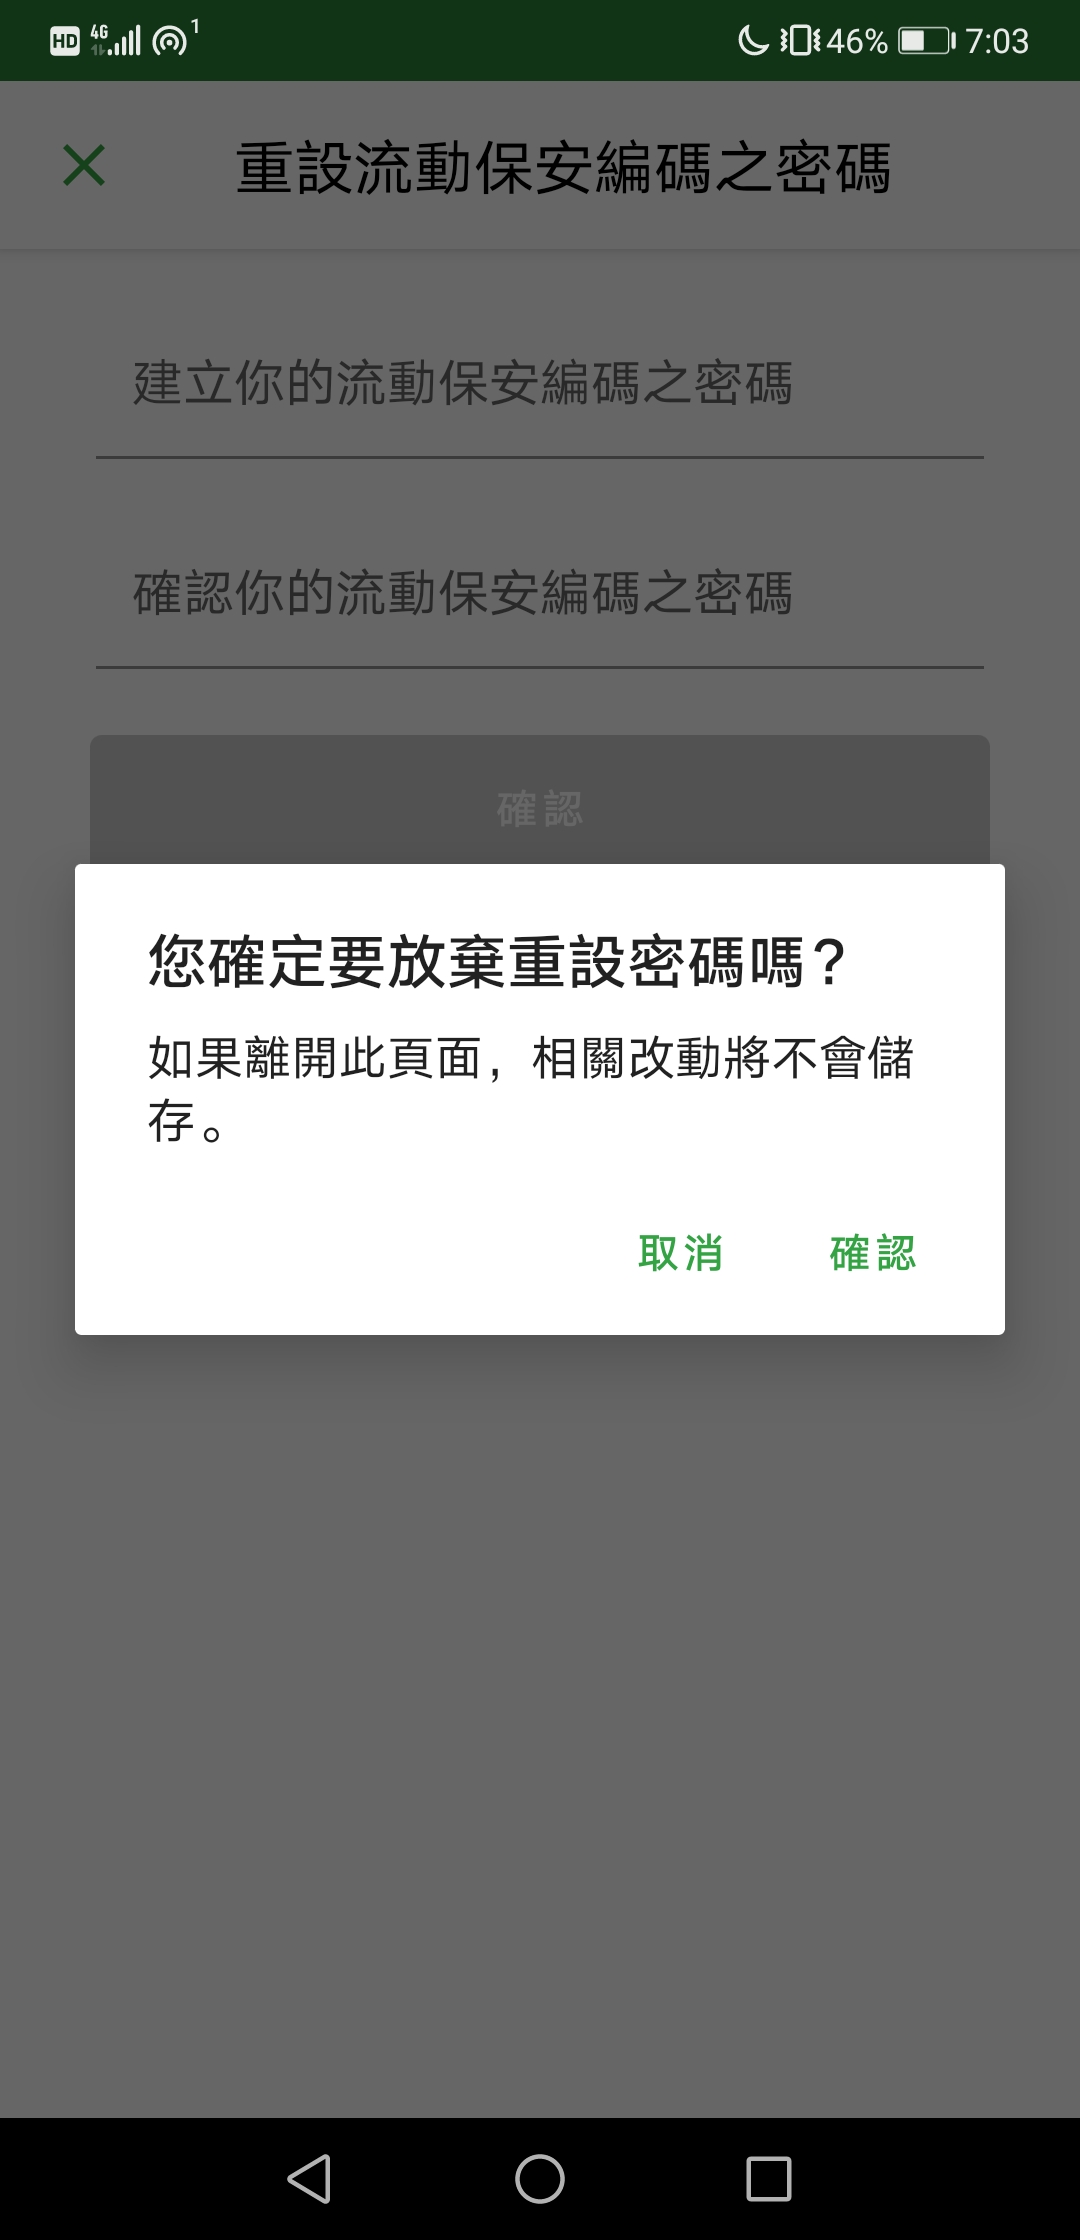 HD 4G 1 46% 7:03
重設流動保安編碼之密碼
建立你的流動保安編碼之密碼
確認你的流動保安編碼之密碼
確認
您確定要放棄重設密碼嗎？
如果離開此頁面，相關改動將不會儲
存。
取消 確認